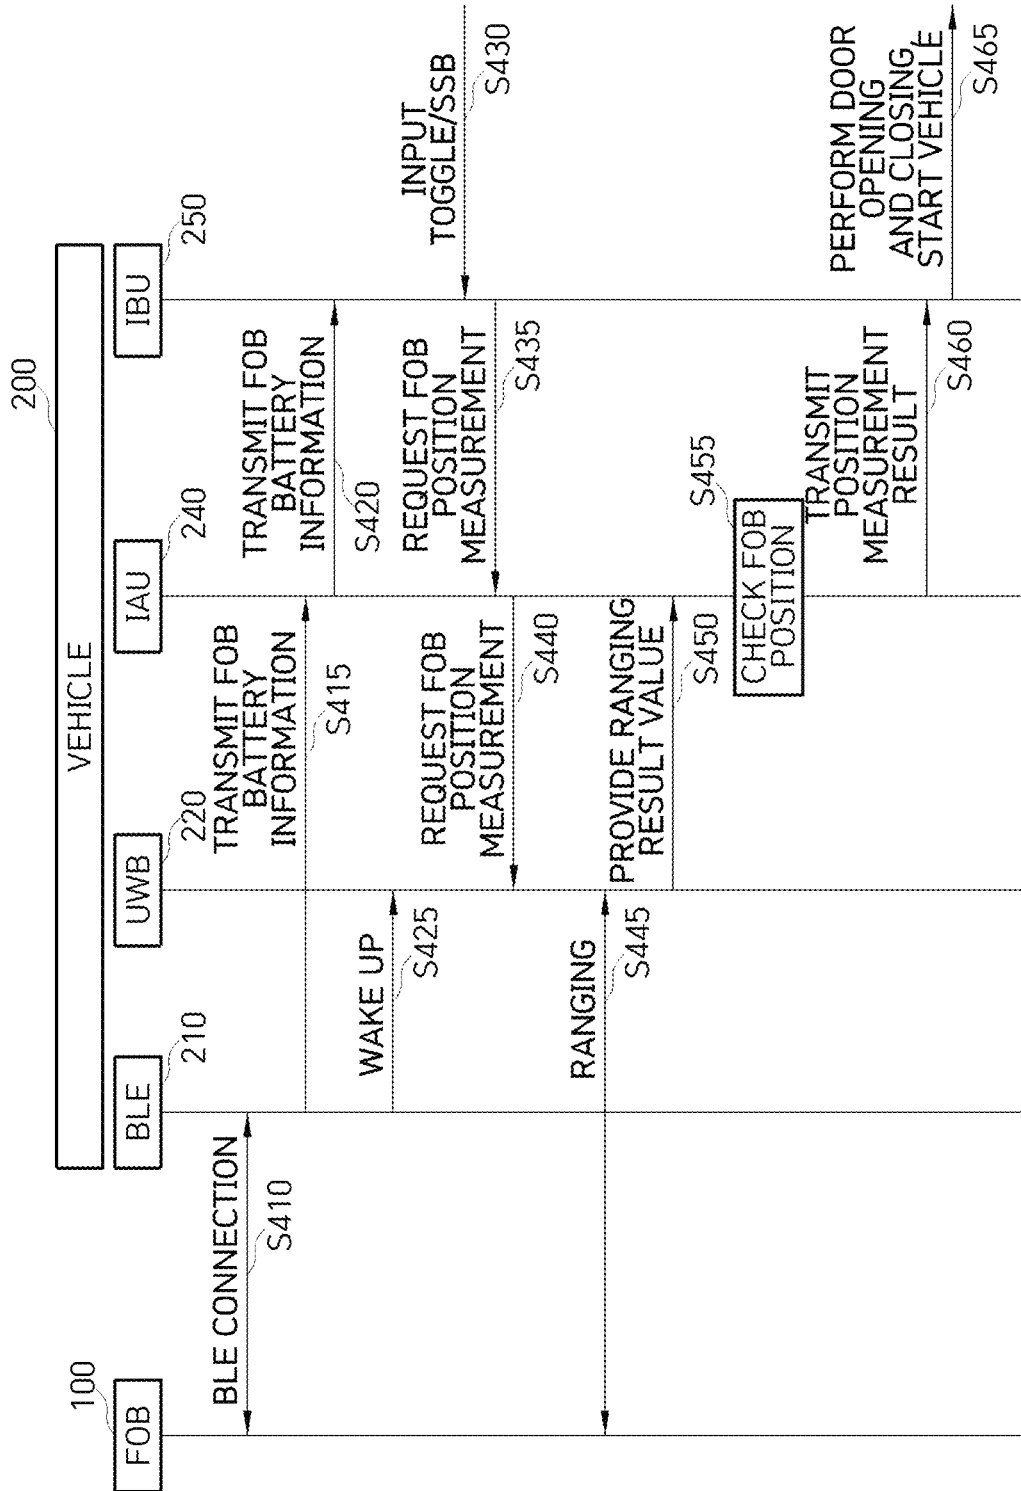 200
VEHICLE
100
210
220
240
250
FOB
BLE
UWB
IAU
IBU
BLE CONNECTION
S410
TRANSMIT FOB
BATTERY
INFORMATION
S415
TRANSMIT FOB
BATTERY
INFORMATION
S420
WAKE UP
S425
INPUT
TOGGLE/SSB
S430
REQUEST FOB
POSITION
MEASUREMENT
S435
REQUEST FOB
POSITION
MEASUREMENT
S440
RANGING
S445
PROVIDE RANGING
RESULT VALUE
S450
S455
CHECK FOB
POSITION
TRANSMIT
POSITION
MEASUREMENT
RESULT
S460
PERFORM DOOR
OPENING
AND CLOSING,
START VEHICLE
S465